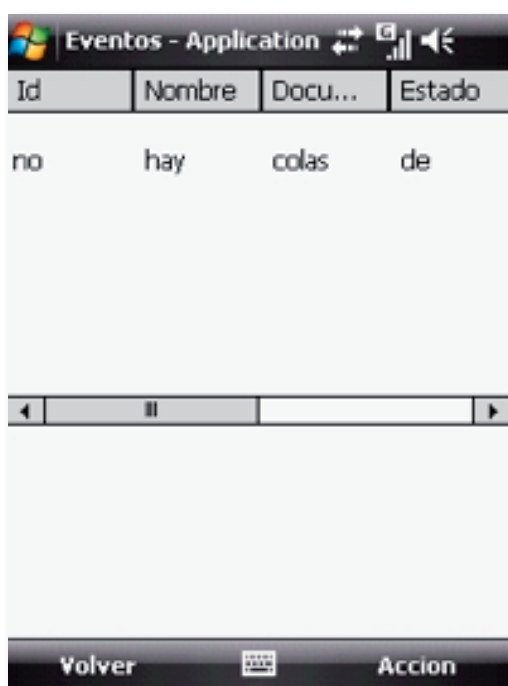 Eventos - Application
Id Nombre Docu... Estado
no hay colas de
Volver Accion